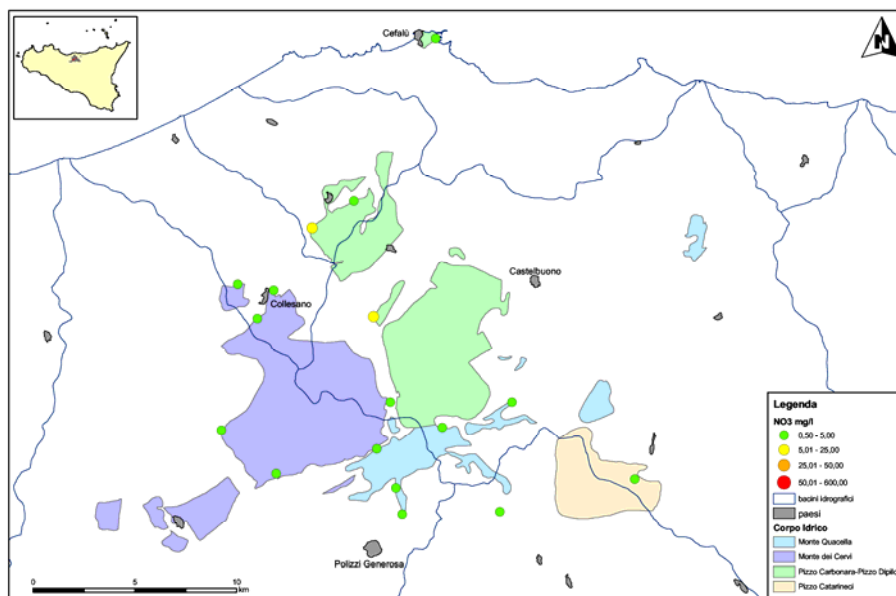 Cefalù
N
Castelbuono
Collesano
Polizzi Generosa
0 5 10
km
Legenda
NO3 mg/l
0,50 - 5,00
5,01 - 25,00
25,01 - 50,00
50,01 - 600,00
bacini idrografici
paesi
Corpo Idrico
Monte Quacella
Monte dei Cervi
Pizzo Carbonara-Pizzo Dipilo
Pizzo Catarineci